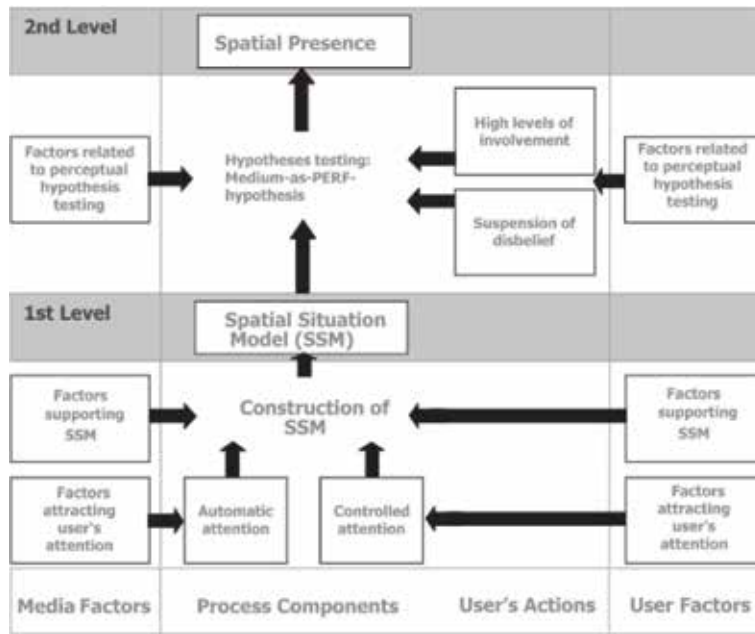 2nd Level
Spatial Presence
Factors related
to perceptual
hypothesis
testing
Hypotheses testing:
Medium-as-PERF-
hypothesis
High levels of
involvement
Suspension of
disbelief
Factors related
to perceptual
hypothesis
testing
1st Level
Spatial Situation
Model (SSM)
Factors
supporting
SSM
Construction of
SSM
Factors
supporting
SSM
Factors
attracting
user's
attention
Automatic
attention
Controlled
attention
Factors
attracting
user's
attention
Media Factors
Process Components
User's Actions
User Factors